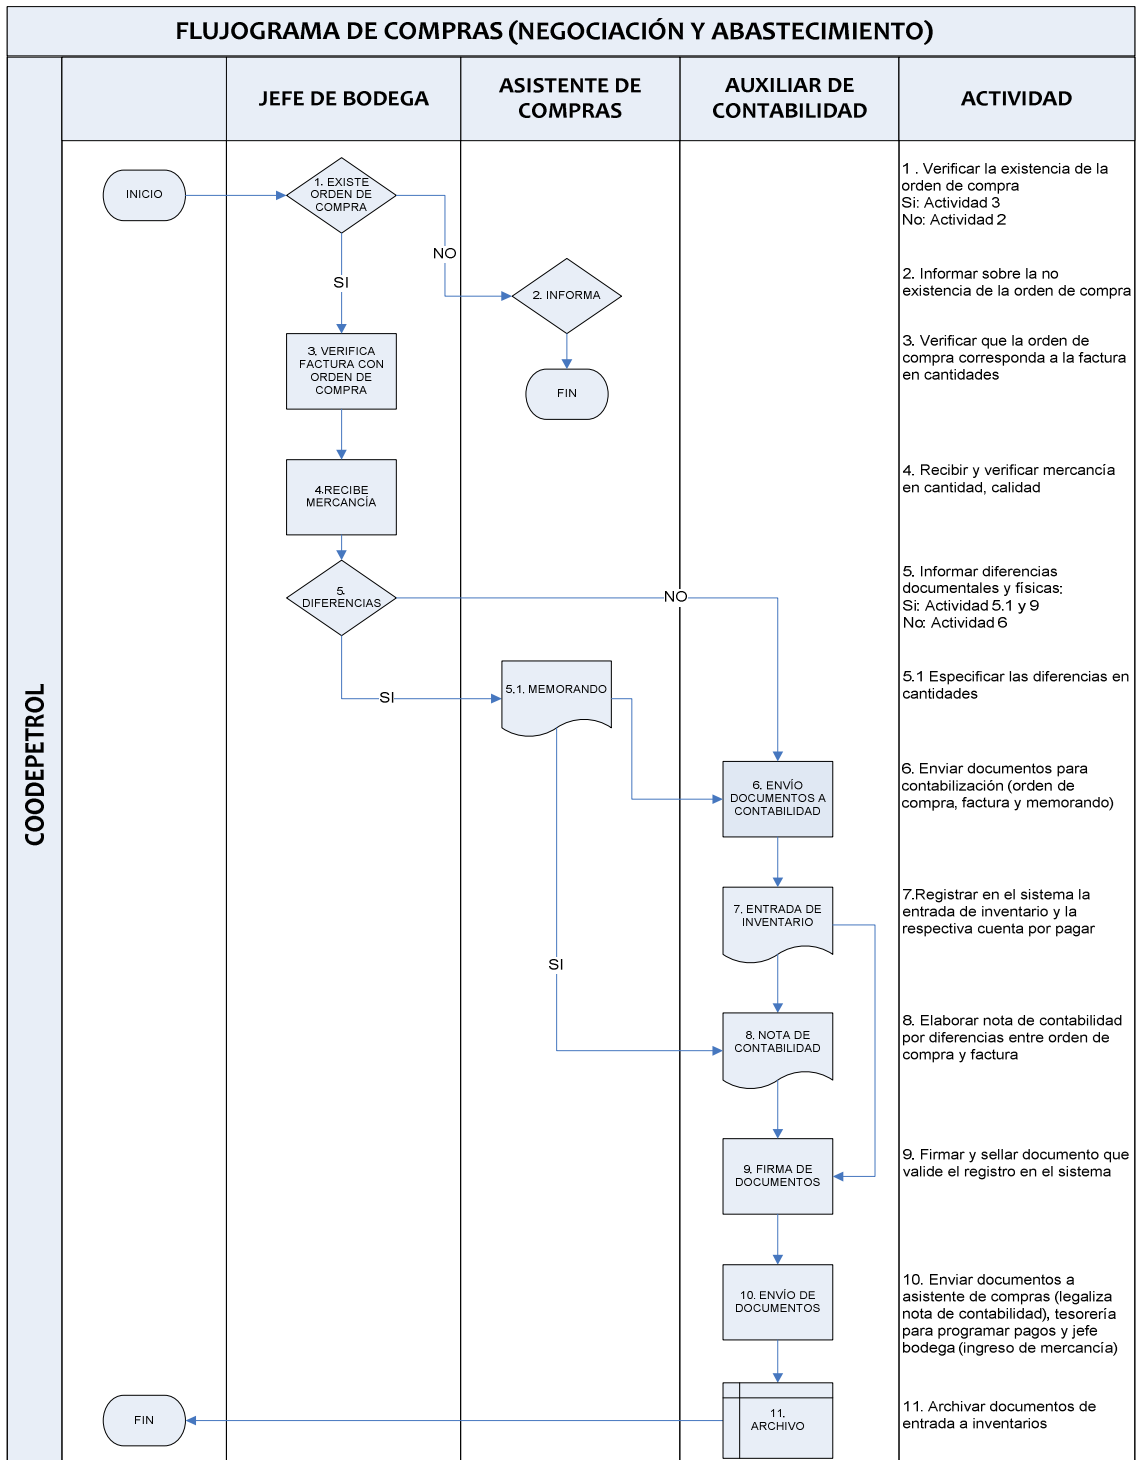 FLUJOGRAMA DE COMPRAS (NEGOCIACIÓN Y ABASTECIMIENTO)
COODEPETROL
JEFE DE BODEGA
ASISTENTE DE
COMPRAS
AUXILIAR DE
CONTABILIDAD
ACTIVIDAD
INICIO
1. EXISTE
ORDEN DE
COMPRA
1 . Verificar la existencia de la
orden de compra
Si: Actividad 3
No: Actividad 2
NO
SI
2. INFORMA
2. Informar sobre la no
existencia de la orden de compra
3. VERIFICA
FACTURA CON
ORDEN DE
COMPRA
FIN
3. Verificar que la orden de
compra corresponda a la factura
en cantidades
4.RECIBE
MERCANCÍA
4. Recibir y verificar mercancía
en cantidad, calidad
5.
DIFERENCIAS
NO
5. Informar diferencias
documentales y físicas:
Si: Actividad 5.1 y 9
No: Actividad 6
SI
5.1. MEMORANDO
5.1 Especificar las diferencias en
cantidades
6. ENVÍO
DOCUMENTOS A
CONTABILIDAD
6. Enviar documentos para
contabilización (orden de
compra, factura y memorando)
7. ENTRADA DE
INVENTARIO
7.Registrar en el sistema la
entrada de inventario y la
respectiva cuenta por pagar
SI
8. NOTA DE
CONTABILIDAD
8. Elaborar nota de contabilidad
por diferencias entre orden de
compra y factura
9. FIRMA DE
DOCUMENTOS
9. Firmar y sellar documento que
valide el registro en el sistema
10. ENVÍO DE
DOCUMENTOS
10. Enviar documentos a
asistente de compras (legaliza
nota de contabilidad), tesorería
para programar pagos y jefe
bodega (ingreso de mercancía)
FIN
11.
ARCHIVO
11. Archivar documentos de
entrada a inventarios